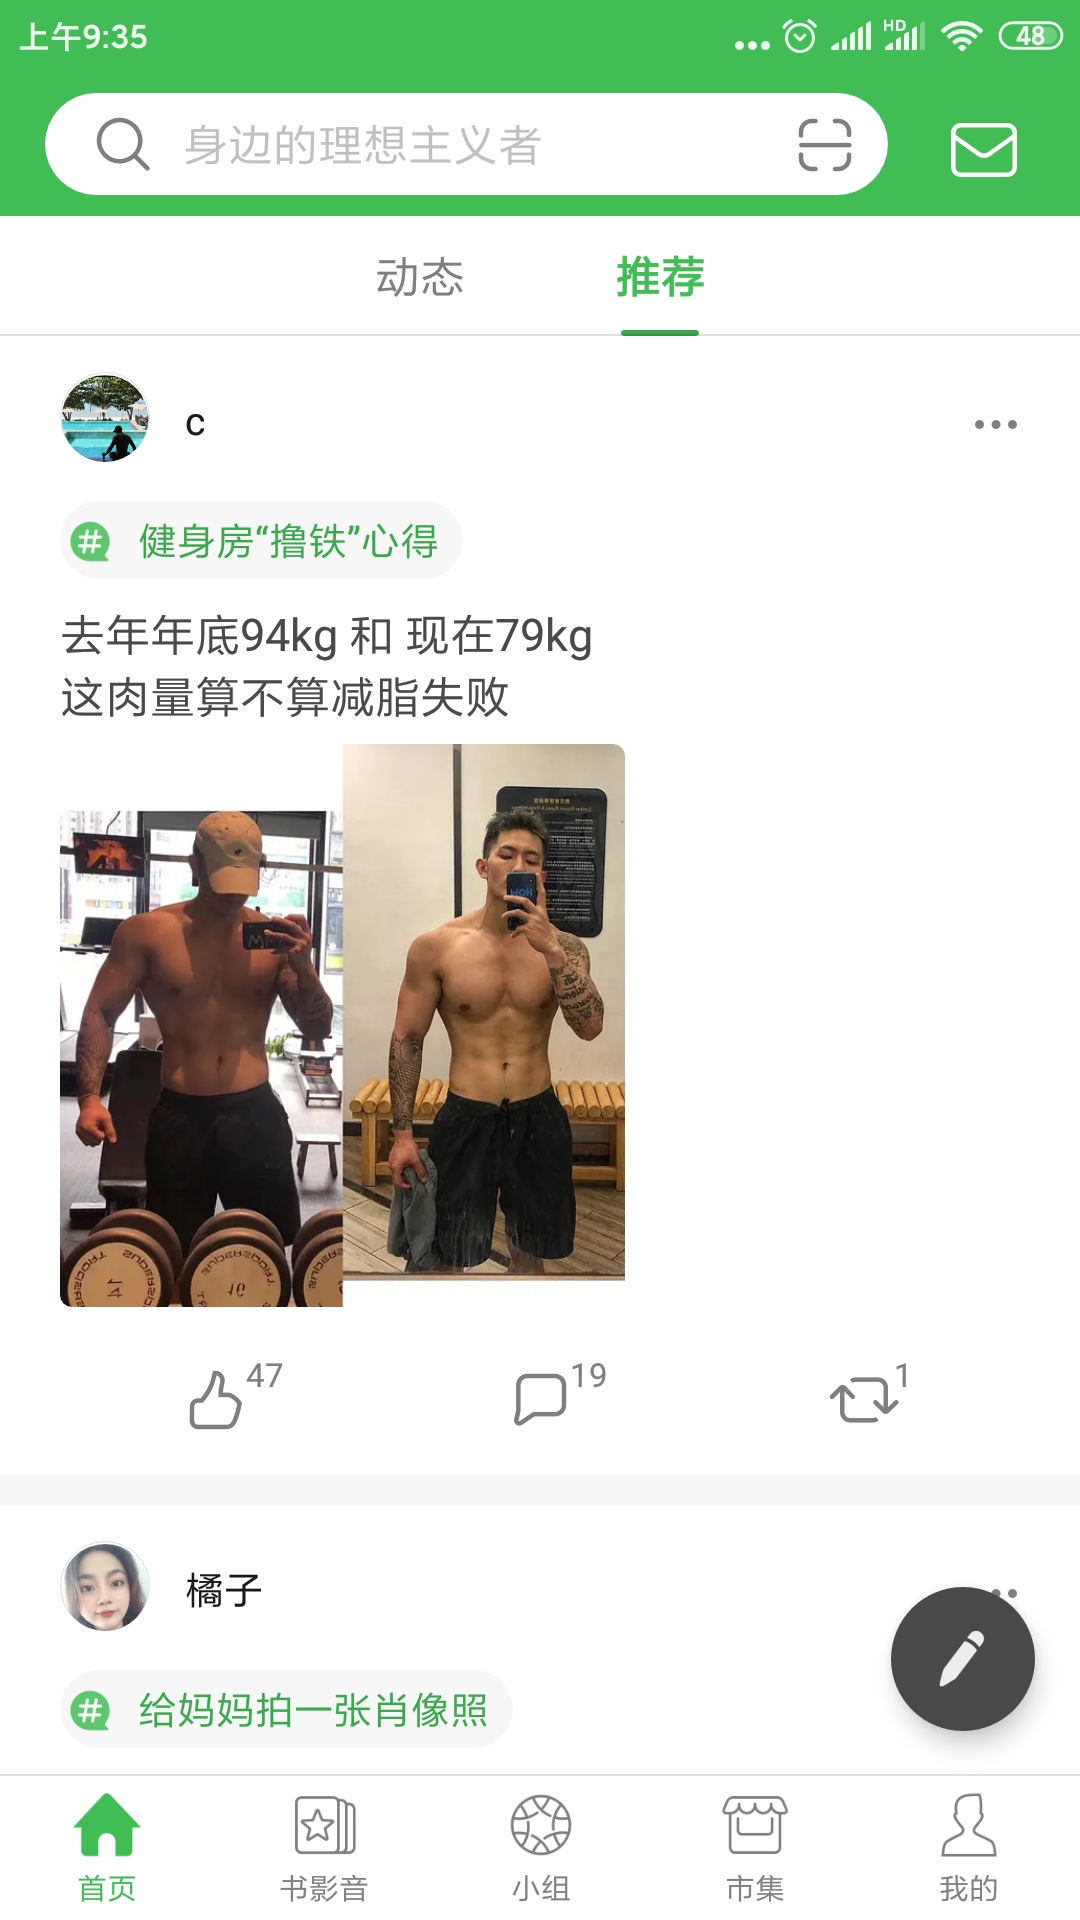 上午9:35
HD
48
身边的理想主义者
动态
推荐
c
健身房“撸铁”心得
去年年底94kg 和 现在79kg
这肉量算不算减脂失败
47
19
1
橘子
给妈妈拍一张肖像照
首页
书影音
小组
市集
我的